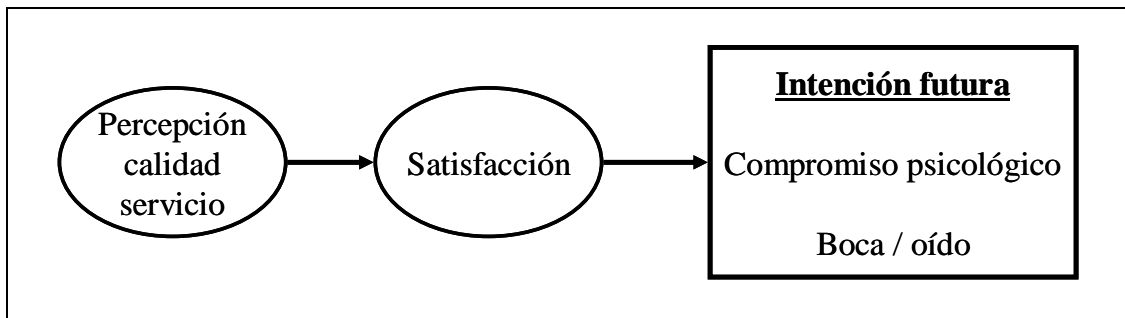 Percepción
calidad
servicio
Satisfacción
Intención futura
Compromiso psicológico
Boca / oído